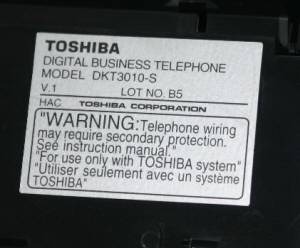 TOSHIBA
DIGITAL BUSINESS TELEPHONE
MODEL DKT3010-S
V.1 LOT NO. B5
HAC TOSHIBA CORPORATION
"WARNING:Telephone wiring
may require secondary protection.
See instruction manual."
"For use only with TOSHIBA system"
"Utiliser seulement avec un système
TOSHIBA"